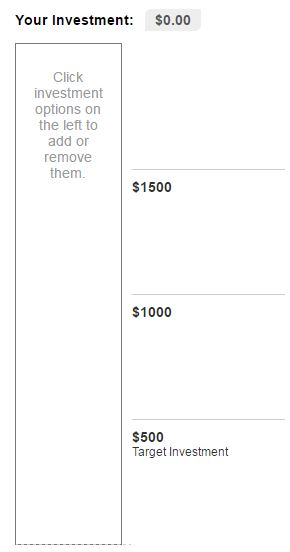 Your Investment: $0.00
Click
investment
options on
the left to
add or
remove
them.
$1500
$1000
$500
Target Investment